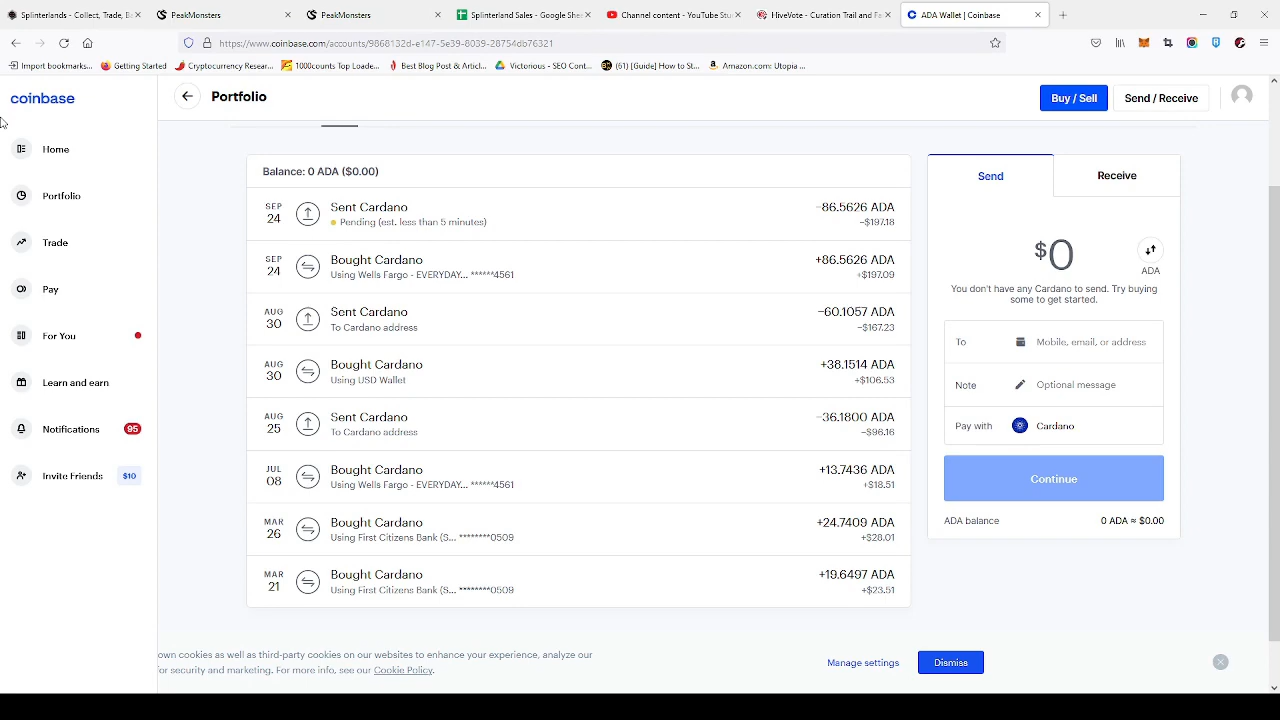 Splinterlands - Collect, Trade, E
PeakMonsters
PeakMonsters
Splinterland Sales - Google She
Channel content - YouTube Stu
HiveVote - Curation Trail and Fa
ADA Wallet | Coinbase
https://www.coinbase.com/accounts/
Import bookmarks...
Getting Started
Cryptocurrency Resear...
1000counts Top Loade...
Best Blog Post & Articl...
Victorious - SEO Cont...
(6) [Guide] How to St...
Amazon.com: Utopia ...
coinbase
Portfolio
Buy / Sell
Send / Receive
Home
Portfolio
Trade
Pay
For You
Learn and earn
Notifications 95
Invite Friends $10
Balance: 0 ADA ($0.00)
SEP 24
Sent Cardano
Pending (est. less than 5 minutes)
-86.5626 ADA
-$197.18
SEP 24
Bought Cardano
Using Wells Fargo - EVERYDAY... ******4561
+86.5626 ADA
+$197.09
AUG 30
Sent Cardano
To Cardano address
-60.1057 ADA
-$167.23
AUG 30
Bought Cardano
Using USD Wallet
+38.1514 ADA
+$106.53
AUG 25
Sent Cardano
To Cardano address
-36.1800 ADA
-$96.16
JUL 08
Bought Cardano
Using Wells Fargo - EVERYDAY... ******4561
+13.7436 ADA
+$18.51
MAR 26
Bought Cardano
Using First Citizens Bank (S... ********0509
+24.7409 ADA
+$28.01
MAR 21
Bought Cardano
Using First Citizens Bank (S... ********0509
+19.6497 ADA
+$23.51
Send
Receive
$0
ADA
You don't have any Cardano to send. Try buying
some to get started.
To Mobile, email, or address
Note Optional message
Pay with Cardano
Continue
ADA balance 0 ADA ≈ $0.00
own cookies as well as third-party cookies on our websites to enhance your experience, analyze our
for security and marketing. For more info, see our Cookie Policy.
Manage settings
Dismiss